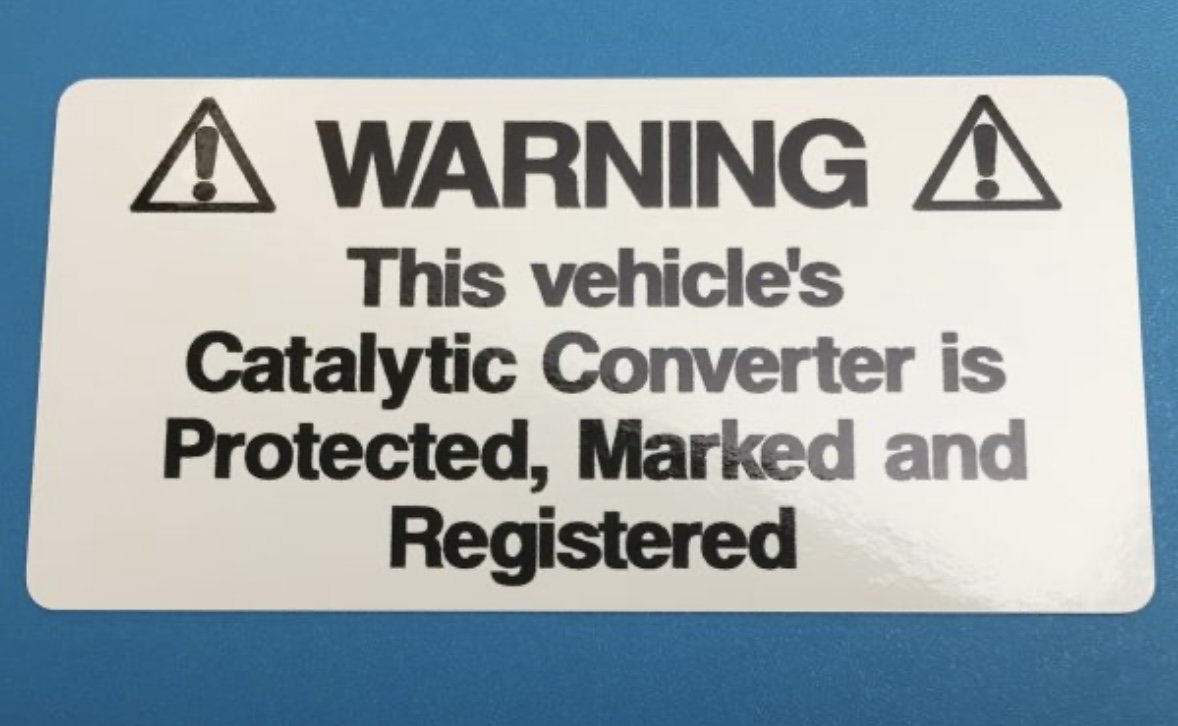 WARNING
This vehicle's
Catalytic Converter is
Protected, Marked and
Registered